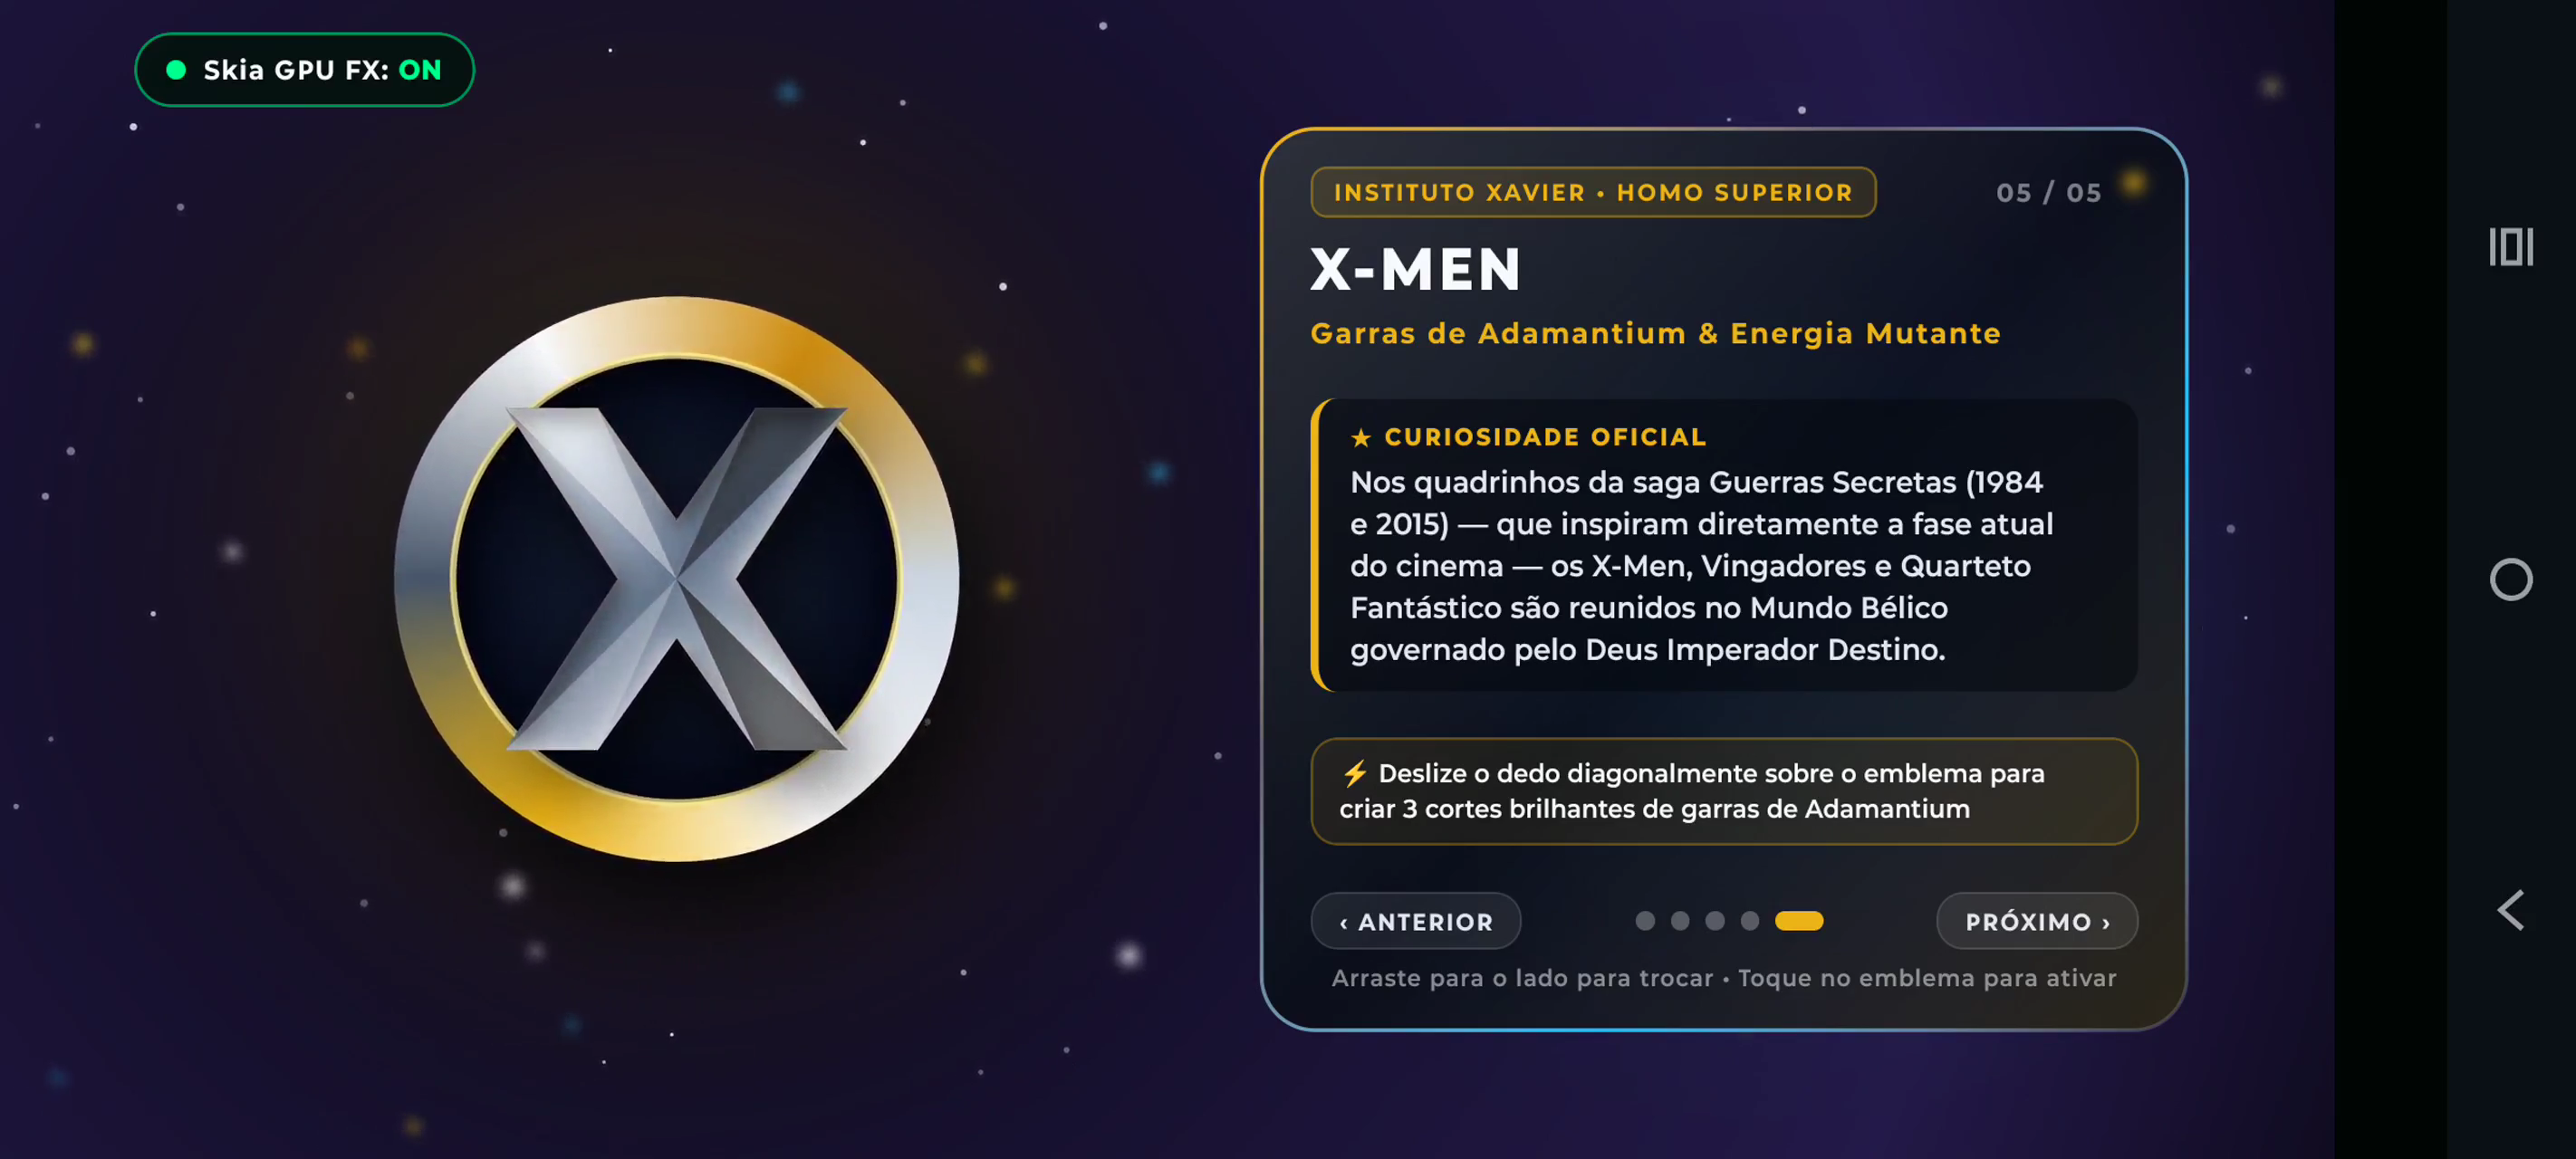 Skia GPU FX: ON
INSTITUTO XAVIER • HOMO SUPERIOR
05 / 05
X-MEN
Garras de Adamantium & Energia Mutante
★ CURIOSIDADE OFICIAL
Nos quadrinhos da saga Guerras Secretas (1984
e 2015) — que inspiram diretamente a fase atual
do cinema — os X-Men, Vingadores e Quarteto
Fantástico são reunidos no Mundo Bélico
governado pelo Deus Imperador Destino.
⚡ Deslize o dedo diagonalmente sobre o emblema para
criar 3 cortes brilhantes de garras de Adamantium
‹ ANTERIOR
PRÓXIMO ›
Arraste para o lado para trocar • Toque no emblema para ativar
X